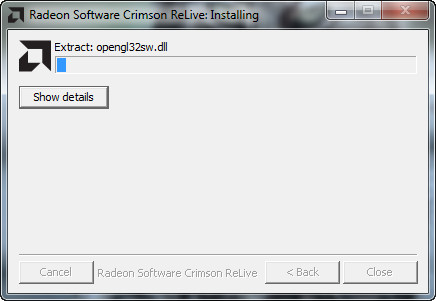 Radeon Software Crimson ReLive: Installing
Extract: opengl32sw.dll
Show details
Cancel
Radeon Software Crimson ReLive
< Back
Close